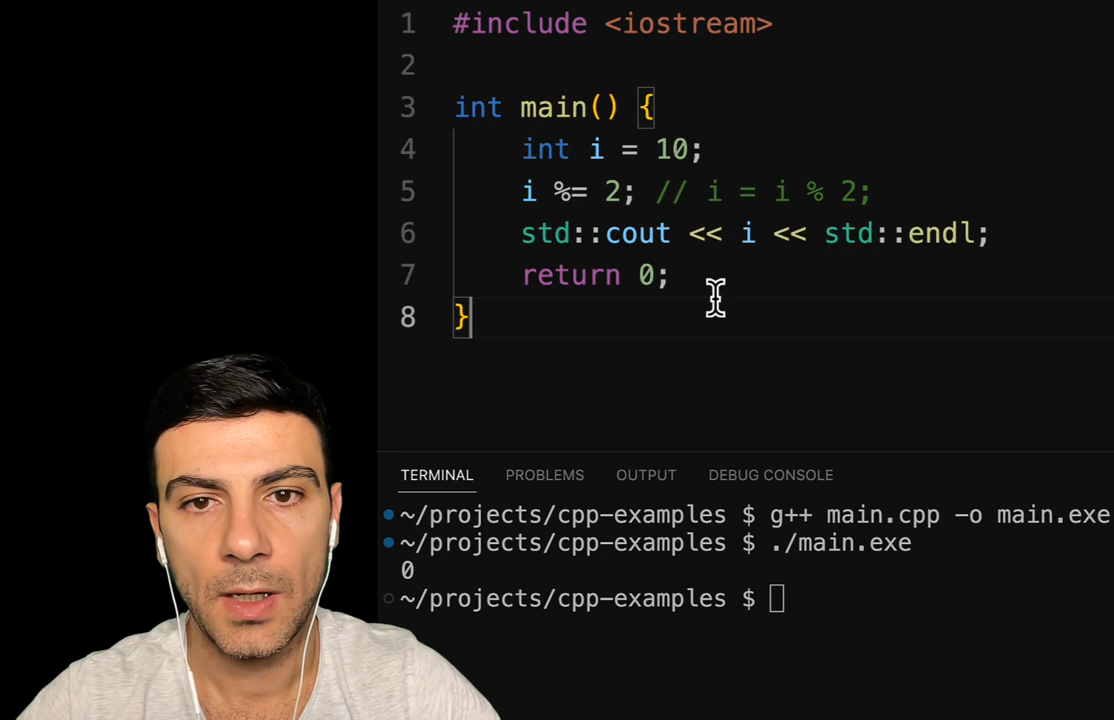 1 #include <iostream>
2
3 int main() {
4 int i = 10;
5 i %= 2; // i = i % 2;
6 std::cout << i << std::endl;
7 return 0;
8 }
TERMINAL PROBLEMS OUTPUT DEBUG CONSOLE
~/projects/cpp-examples $ g++ main.cpp -o main.exe
~/projects/cpp-examples $ ./main.exe
0
~/projects/cpp-examples $